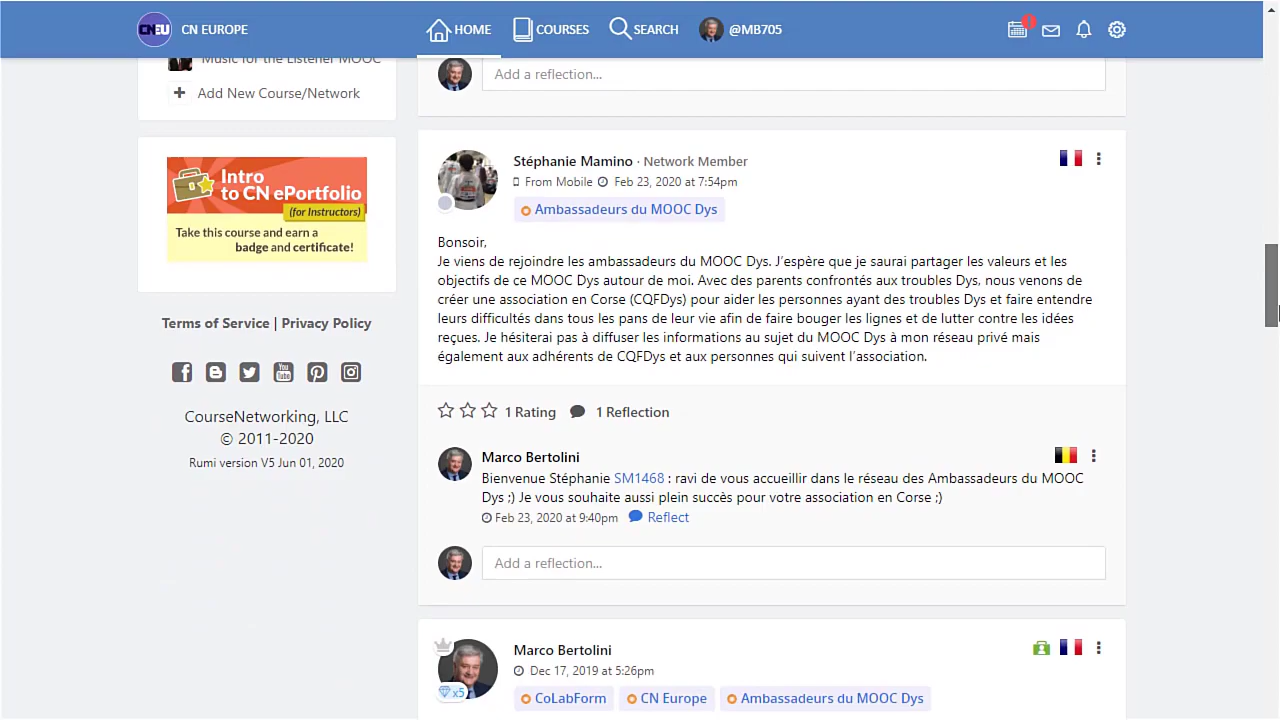 CNEU CN EUROPE HOME COURSES SEARCH @MB705
Music for the Listener MOOC
+ Add New Course/Network
Intro
to CN ePortfolio
(for Instructors)
Take this course and earn a
badge and certificate!
Terms of Service | Privacy Policy
You
Tube
CourseNetworking, LLC
© 2011-2020
Rumi version V5 Jun 01, 2020
Add a reflection...
Stéphanie Mamino · Network Member
From Mobile Feb 23, 2020 at 7:54pm
Ambassadeurs du MOOC Dys
Bonsoir,
Je viens de rejoindre les ambassadeurs du MOOC Dys. J'espère que je saurai partager les valeurs et les
objectifs de ce MOOC Dys autour de moi. Avec des parents confrontés aux troubles Dys, nous venons de
créer une association en Corse (CQFDys) pour aider les personnes ayant des troubles Dys et faire entendre
leurs difficultés dans tous les pans de leur vie afin de faire bouger les lignes et de lutter contre les idées
reçues. Je hésiterai pas à diffuser les informations au sujet du MOOC Dys à mon réseau privé mais
également aux adhérents de CQFDys et aux personnes qui suivent l'association.
1 Rating 1 Reflection
Marco Bertolini
Bienvenue Stéphanie SM1468 : ravi de vous accueillir dans le réseau des Ambassadeurs du MOOC
Dys ;) Je vous souhaite aussi plein succès pour votre association en Corse ;)
Feb 23, 2020 at 9:40pm Reflect
Add a reflection...
Marco Bertolini
Dec 17, 2019 at 5:26pm
x5
CoLabForm CN Europe Ambassadeurs du MOOC Dys